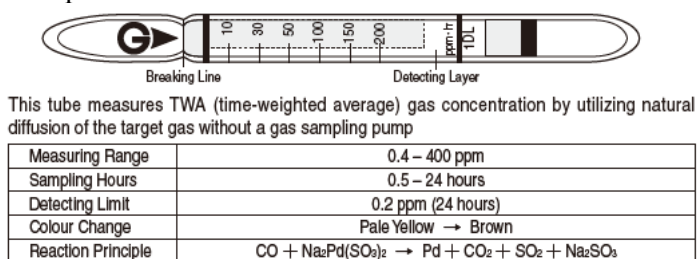 G
10 30 50 100 150 200 ppm·hr 1DL
Breaking Line Detecting Layer
This tube measures TWA (time-weighted average) gas concentration by utilizing natural
diffusion of the target gas without a gas sampling pump
Measuring Range 0.4 – 400 ppm
Sampling Hours 0.5 – 24 hours
Detecting Limit 0.2 ppm (24 hours)
Colour Change Pale Yellow → Brown
Reaction Principle CO + Na₂Pd(SO₃)₂ → Pd + CO₂ + SO₂ + Na₂SO₃